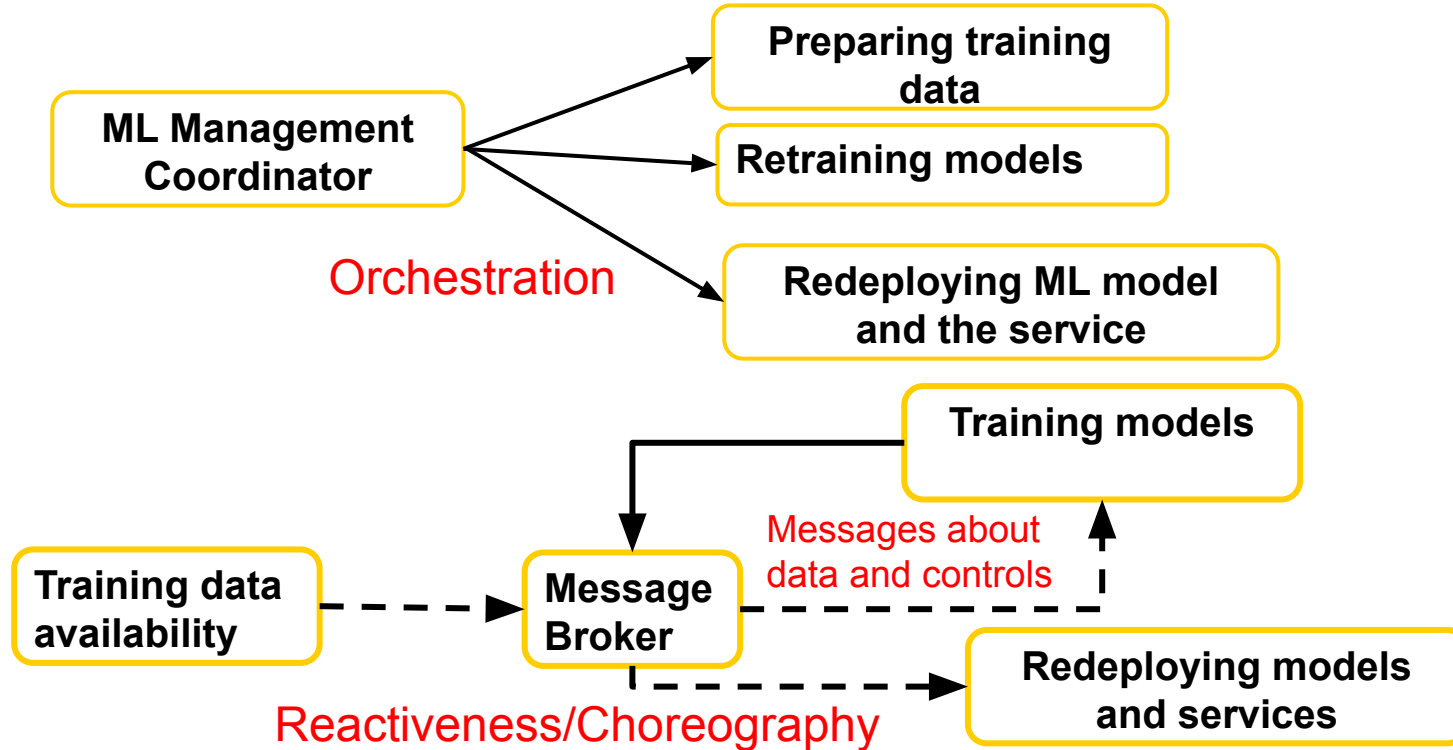 Preparing training
data
ML Management
Coordinator
Retraining models
Orchestration
Redeploying ML model
and the service
Training models
Messages about
data and controls
Training data
availability
Message
Broker
Redeploying models
and services
Reactiveness/Choreography